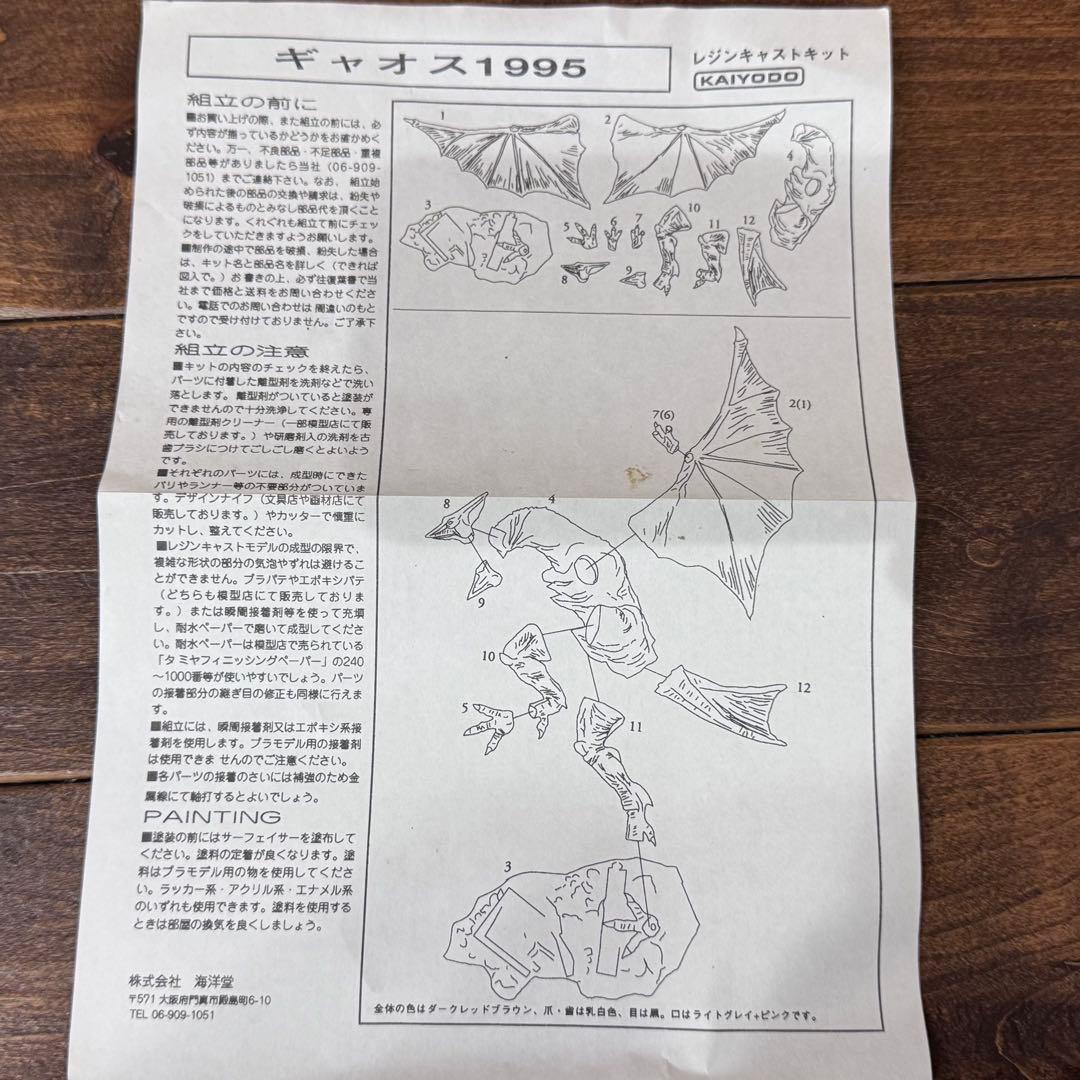 ギャオス1995
レジンキャストキット
KAIYODO
組立の前に
■お買い上げの際、また組立の前には、必
ず内容が揃っているかどうかをお確かめ
ください。万一、不良部品・不足部品・重複
部品等がありましたら当社（06-909-
1051）までご連絡下さい。なお、組立始
められた後の部品の交換や請求は、紛失や
破損によるものとみなし部品代を頂くこと
になります。くれぐれも組立て前にチェッ
クをしていただきますようお願いします。
■制作の途中で部品を破損、紛失した場合
は、キット名と部品名を詳しく（できれば
図入で。）お書きの上、必ず往復葉書で当
社まで価格と送料をお問い合わせくださ
い。電話でのお問い合わせは間違いのもと
ですので受け付けておりません。ご了承下
さい。
組立の注意
■キットの内容のチェックを終えたら、
パーツに付着した離型剤を洗剤などで洗い
落とします。離型剤がついていると塗装が
できませんので十分洗浄してください。専
用の離型剤クリーナー（一部模型店にて販
売しております。）や研磨剤入の洗剤を古
歯ブラシにつけてごしごし磨くとよいよう
です。
■それぞれのパーツには、成型時にできた
バリやランナー等の不要部分がついていま
す。デザインナイフ（文具店や画材店にて
販売しております。）やカッターで慎重に
カットし、整えてください。
■レジンキャストモデルの成型の限界で、
複雑な形状の部分の気泡やずれは避けるこ
とができません。プラパテやエポキシパテ
（どちらも模型店にて販売しておりま
す。）または瞬間接着剤等を使って充填
し、耐水ペーパーで磨いて成型してくださ
い。耐水ペーパーは模型店で売られている
「タミヤフィニッシングペーパー」の240
～1000番等が使いやすいでしょう。パーツ
の接着部分の継ぎ目の修正も同様に行えま
す。
■組立には、瞬間接着剤又はエポキシ系接
着剤を使用します。プラモデル用の接着剤
は使用できませんのでご注意ください。
■各パーツの接着のさいには補強のため金
属線にて軸打するとよいでしょう。
PAINTING
■塗装の前にはサーフェイサーを塗布して
ください。塗料の定着が良くなります。塗
料はプラモデル用の物を使用してくださ
い。ラッカー系・アクリル系・エナメル系
のいずれも使用できます。塗料を使用する
ときは部屋の換気を良くしましょう。
株式会社 海洋堂
〒571 大阪府門真市殿島町6-10
TEL 06-909-1051
1
2
4
3
5
6
7
10
11
12
8
9
7(6)
2(1)
8
4
9
10
5
11
12
3
全体の色はダークレッドブラウン、爪・歯は乳白色、目は黒。口はライトグレイ+ピンクです。